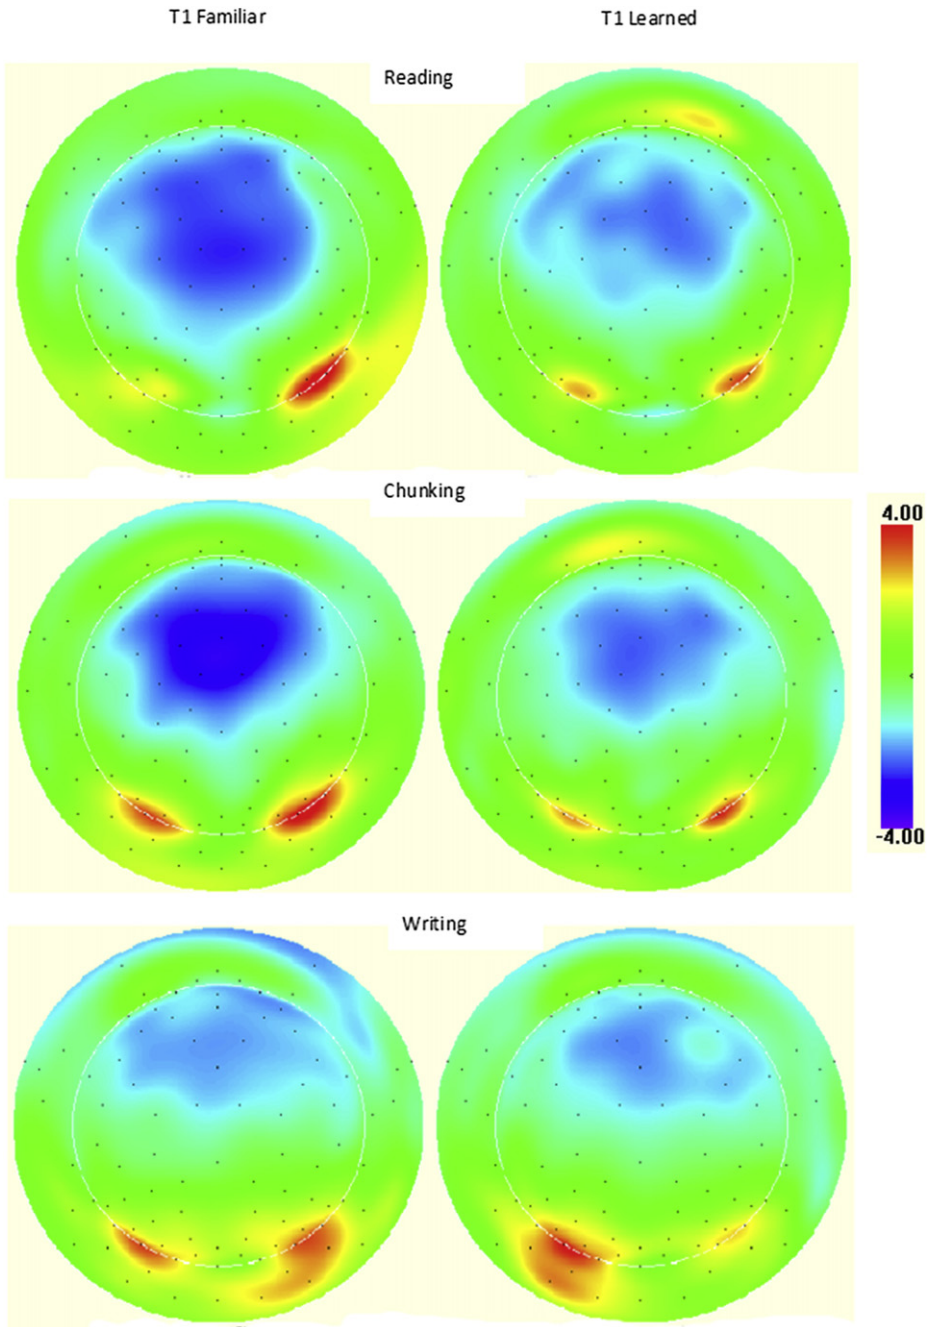 T1 Familiar
T1 Learned
Reading
Chunking
4.00
-4.00
Writing